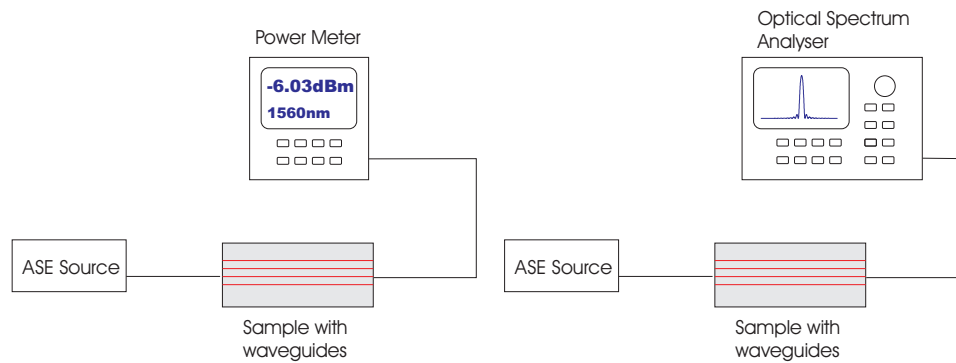 Power Meter
-6.03dBm
1560nm
ASE Source
Sample with
waveguides
Optical Spectrum
Analyser
ASE Source
Sample with
waveguides